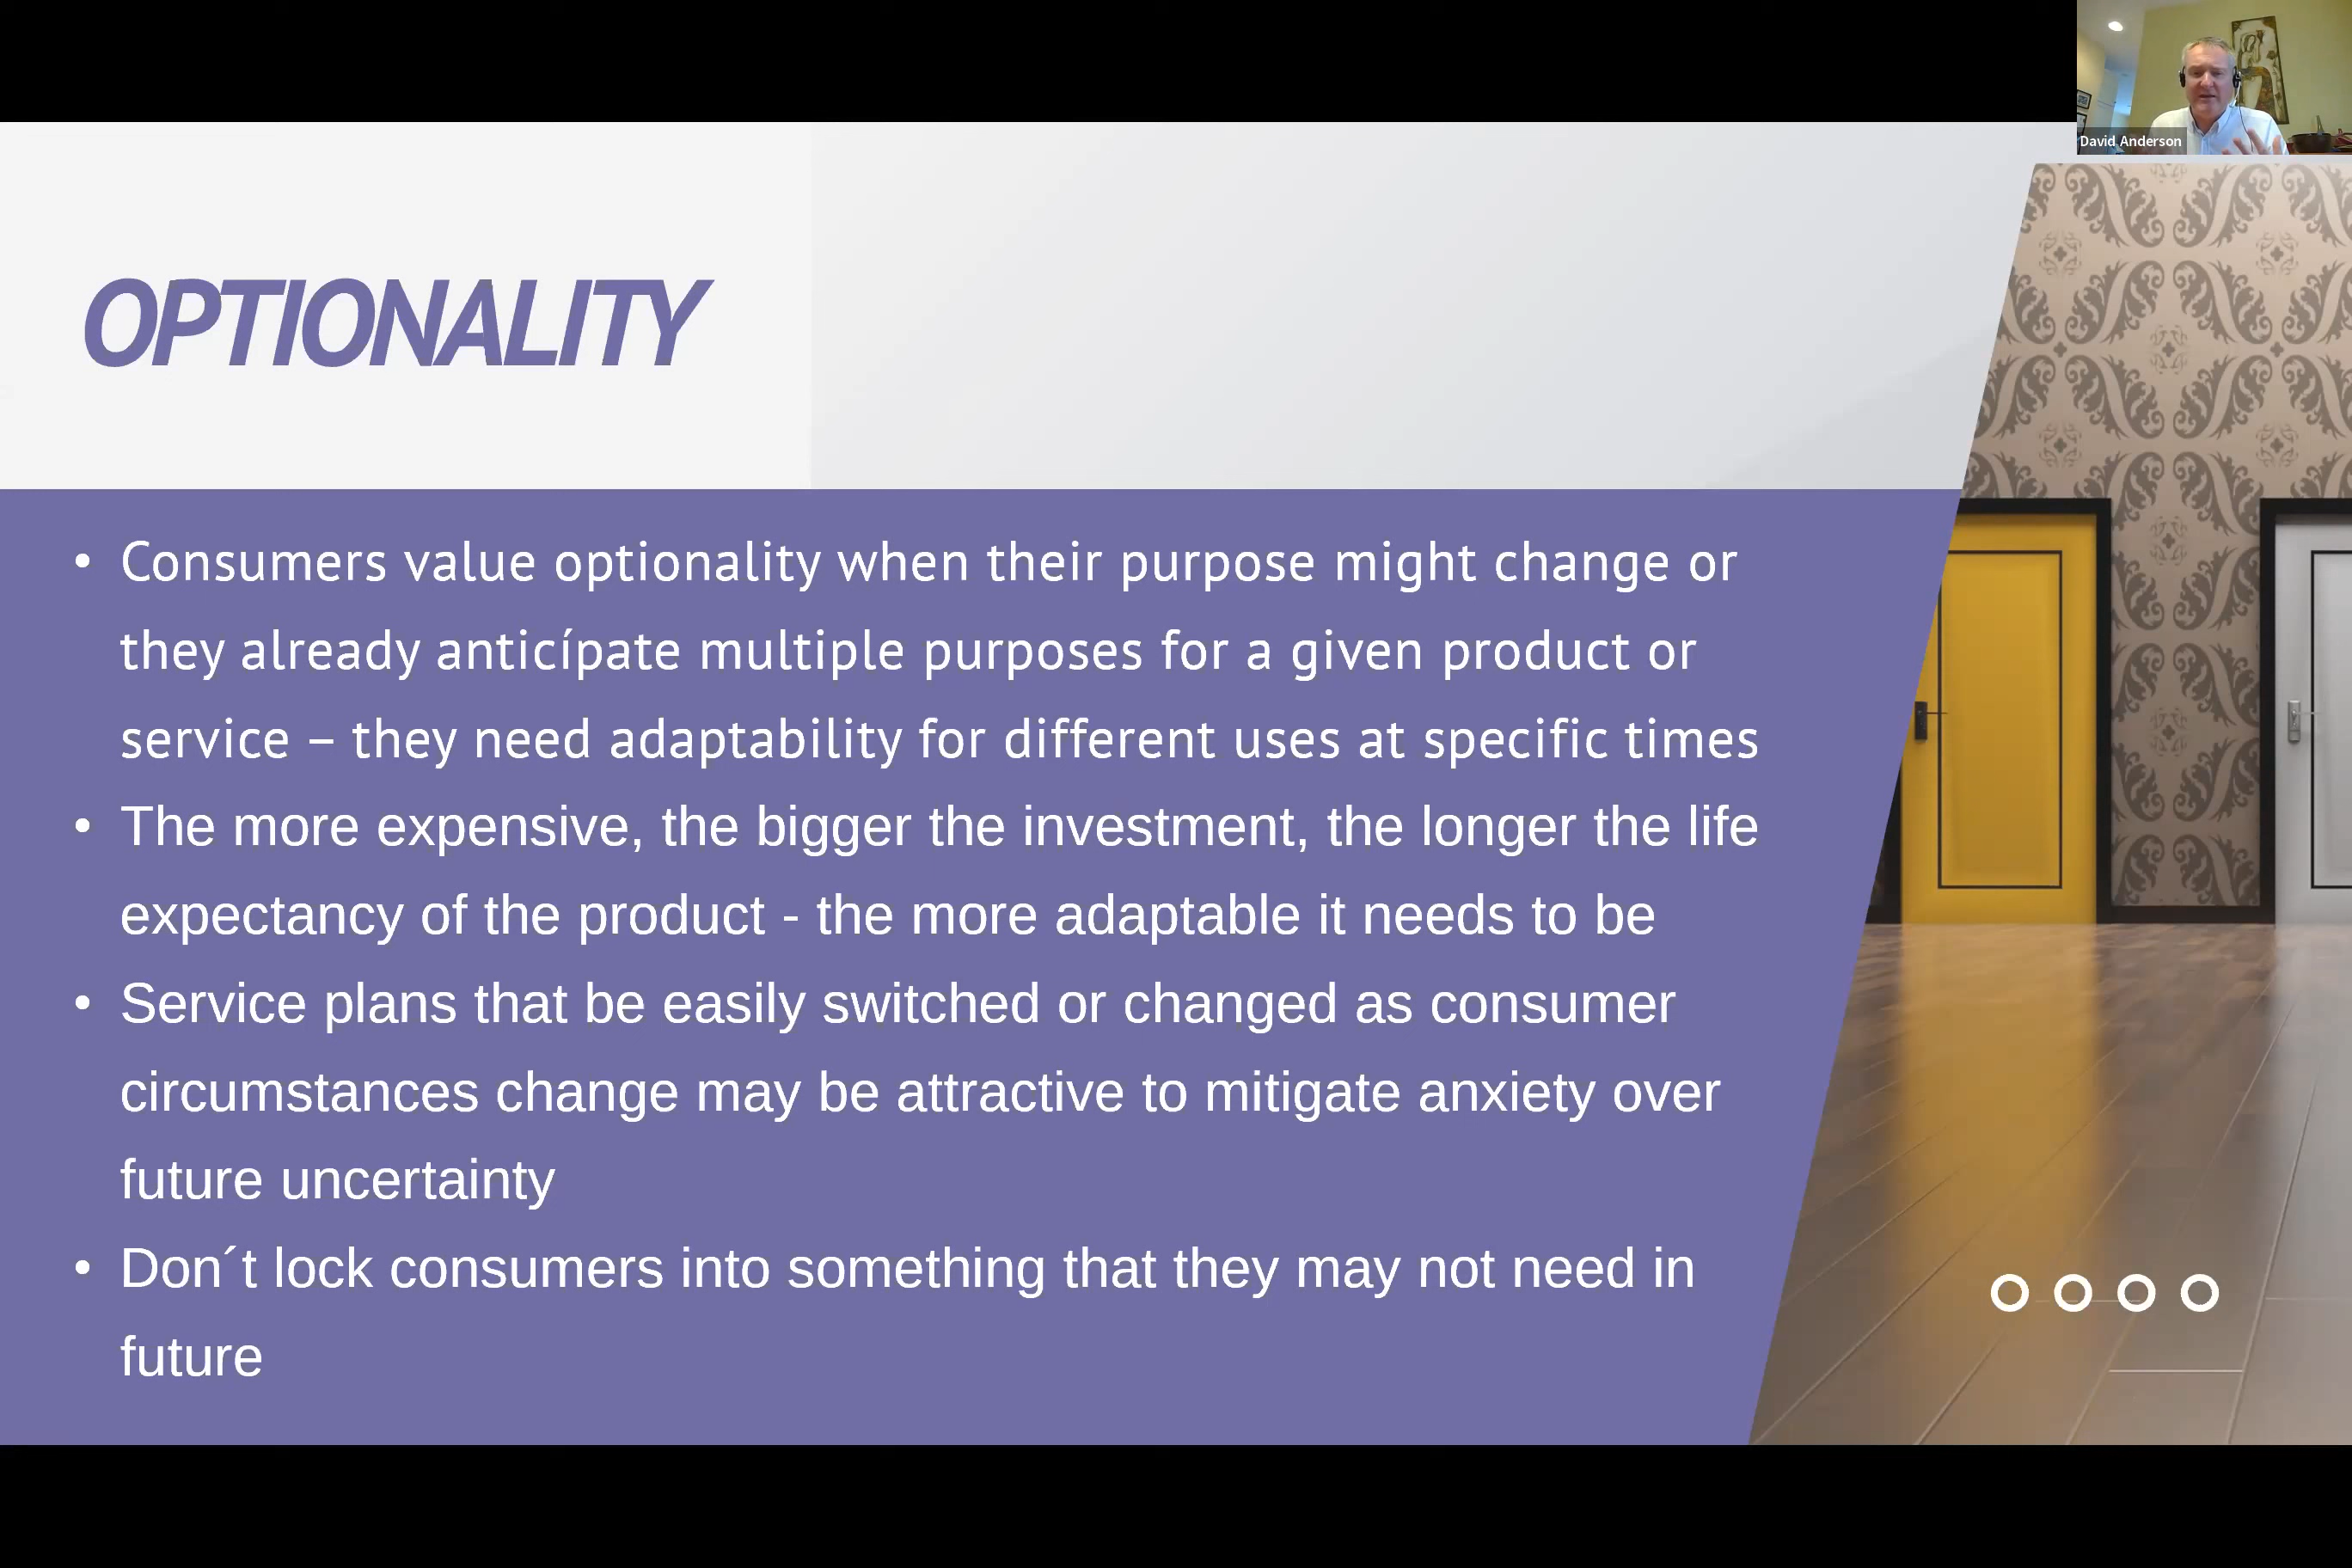 David Anderson
OPTIONALITY
• Consumers value optionality when their purpose might change or
they already anticípate multiple purposes for a given product or
service – they need adaptability for different uses at specific times
• The more expensive, the bigger the investment, the longer the life
expectancy of the product - the more adaptable it needs to be
• Service plans that be easily switched or changed as consumer
circumstances change may be attractive to mitigate anxiety over
future uncertainty
• Don´t lock consumers into something that they may not need in
future